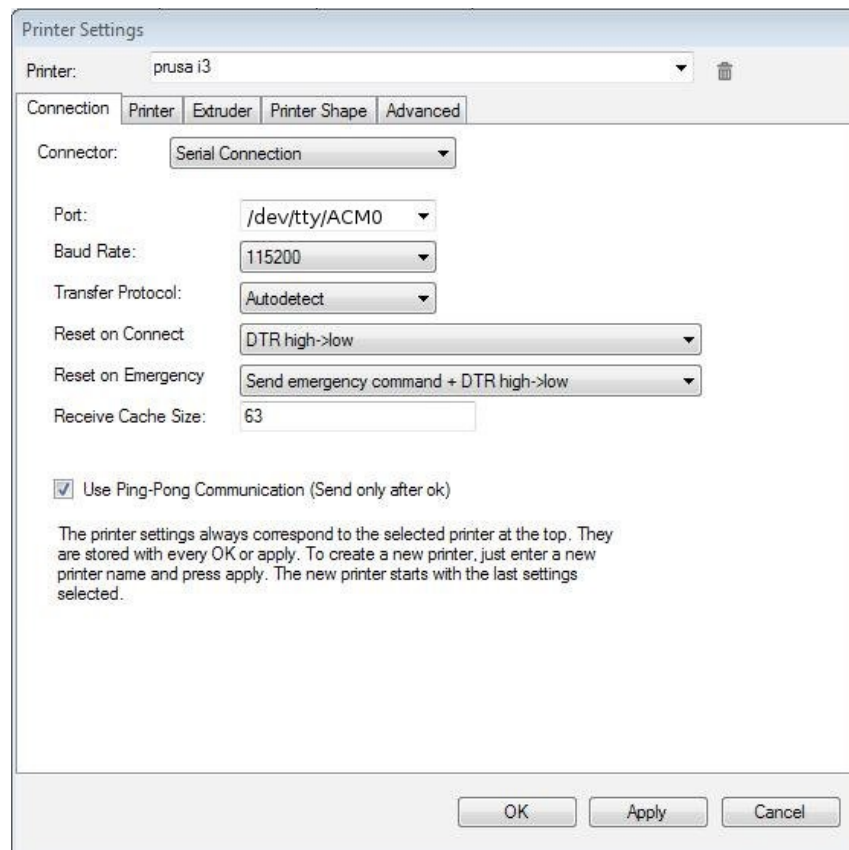 Printer Settings
Printer: prusa i3
Connection Printer Extruder Printer Shape Advanced
Connector: Serial Connection
Port: /dev/tty/ACM0
Baud Rate: 115200
Transfer Protocol: Autodetect
Reset on Connect DTR high->low
Reset on Emergency Send emergency command + DTR high->low
Receive Cache Size: 63
Use Ping-Pong Communication (Send only after ok)
The printer settings always correspond to the selected printer at the top. They
are stored with every OK or apply. To create a new printer, just enter a new
printer name and press apply. The new printer starts with the last settings
selected.
OK Apply Cancel